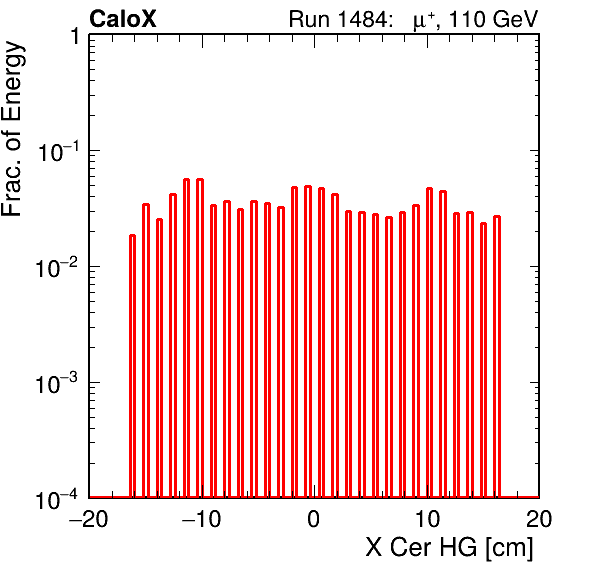 CaloX Run 1484: μ⁺, 110 GeV
Frac. of Energy
1
10⁻¹
10⁻²
10⁻³
10⁻⁴
−20 −10 0 10 20
X Cer HG [cm]